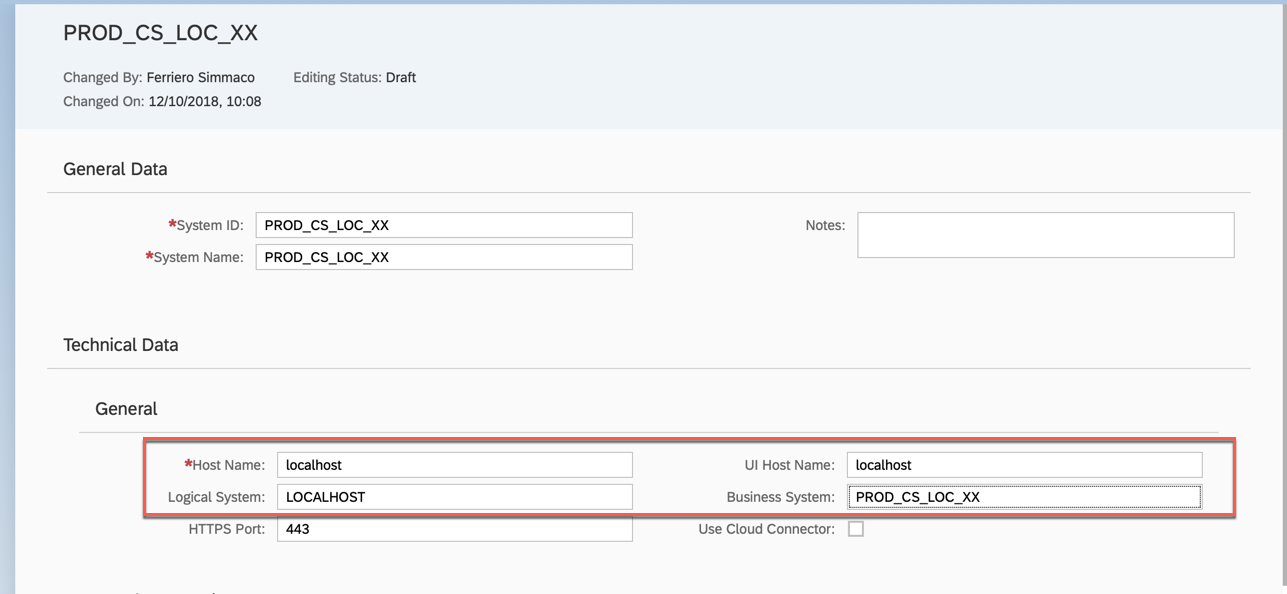 PROD_CS_LOC_XX
Changed By: Ferriero Simmaco Editing Status: Draft
Changed On: 12/10/2018, 10:08
General Data
*System ID: PROD_CS_LOC_XX Notes:
*System Name: PROD_CS_LOC_XX
Technical Data
General
*Host Name: localhost UI Host Name: localhost
Logical System: LOCALHOST Business System: PROD_CS_LOC_XX
HTTPS Port: 443 Use Cloud Connector: